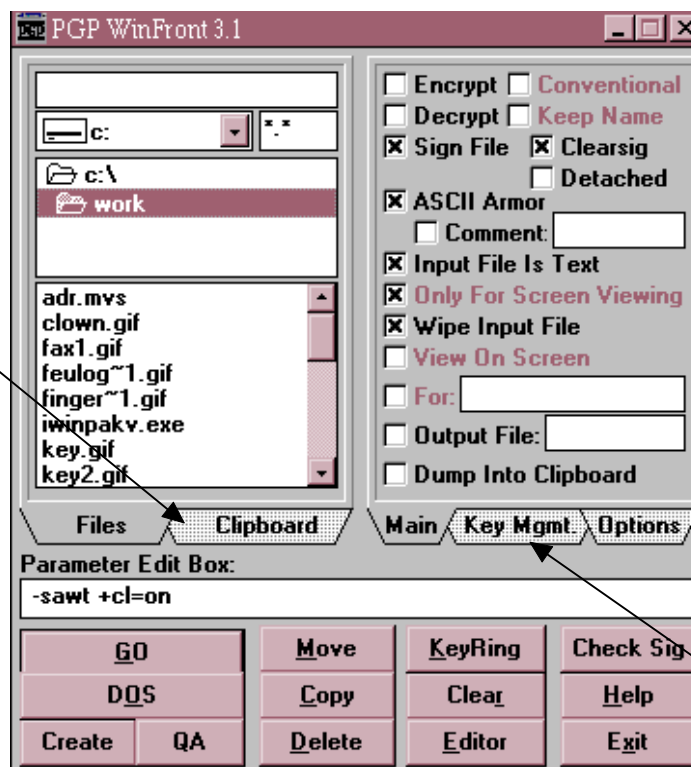 PGP WinFront 3.1
c:
*.*
c:\
work
adr.mvs
clown.gif
fax1.gif
feulog~1.gif
finger~1.gif
iwinpakv.exe
key.gif
key2.gif
Files
Clipboard
Encrypt Conventional
Decrypt Keep Name
Sign File Clearsig
Detached
ASCII Armor
Comment:
Input File Is Text
Only For Screen Viewing
Wipe Input File
View On Screen
For:
Output File:
Dump Into Clipboard
Main Key Mgmt. Options
Parameter Edit Box:
-sawt +cl=on
GO Move KeyRing Check Sig
DOS Copy Clear Help
Create QA Delete Editor Exit